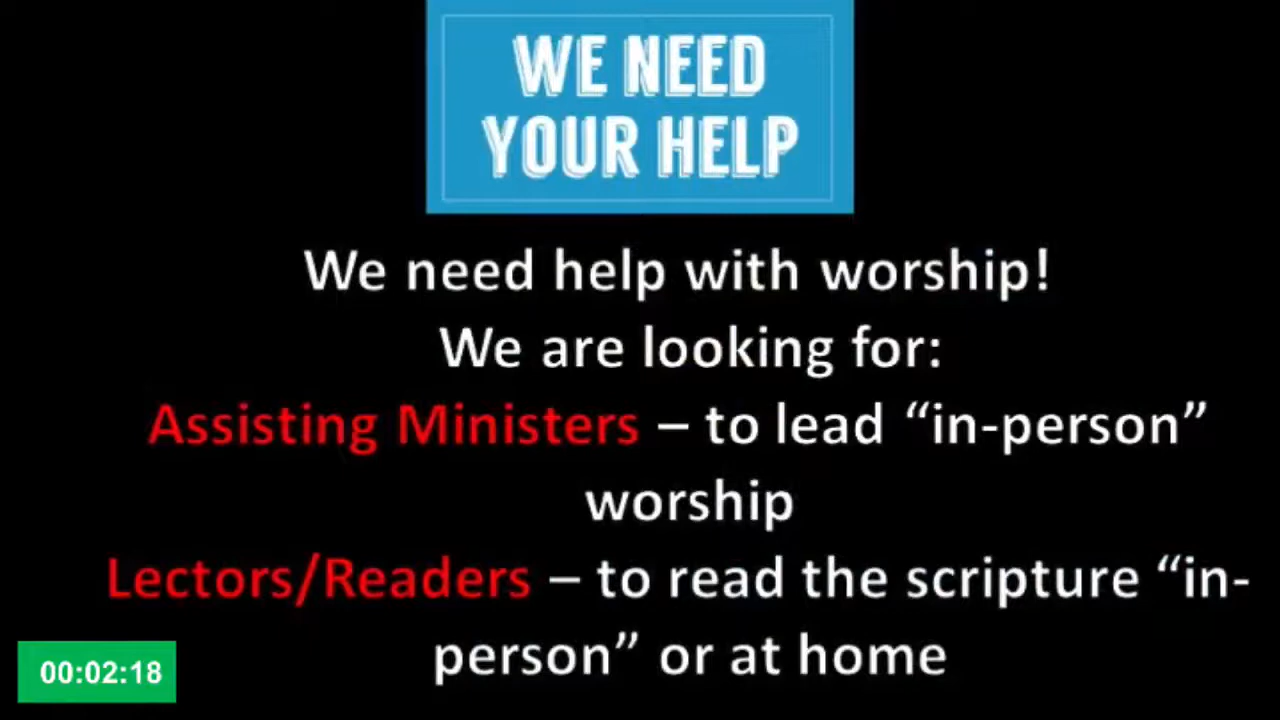 WE NEED
YOUR HELP
We need help with worship!
We are looking for:
Assisting Ministers – to lead “in-person”
worship
Lectors/Readers – to read the scripture “in-
person” or at home
00:02:18